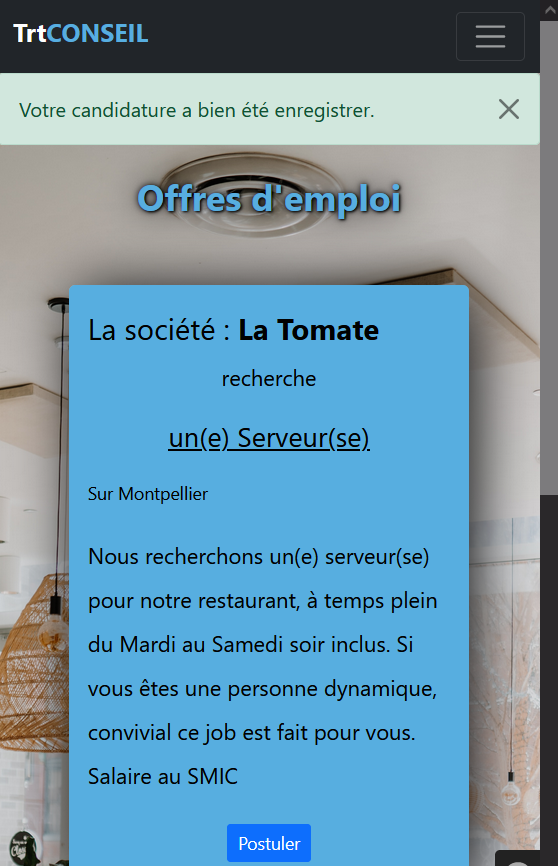 TrtCONSEIL
Votre candidature a bien été enregistrer.
Offres d'emploi
La société : La Tomate
recherche
un(e) Serveur(se)
Sur Montpellier
Nous recherchons un(e) serveur(se)
pour notre restaurant, à temps plein
du Mardi au Samedi soir inclus. Si
vous êtes une personne dynamique,
convivial ce job est fait pour vous.
Salaire au SMIC
Postuler